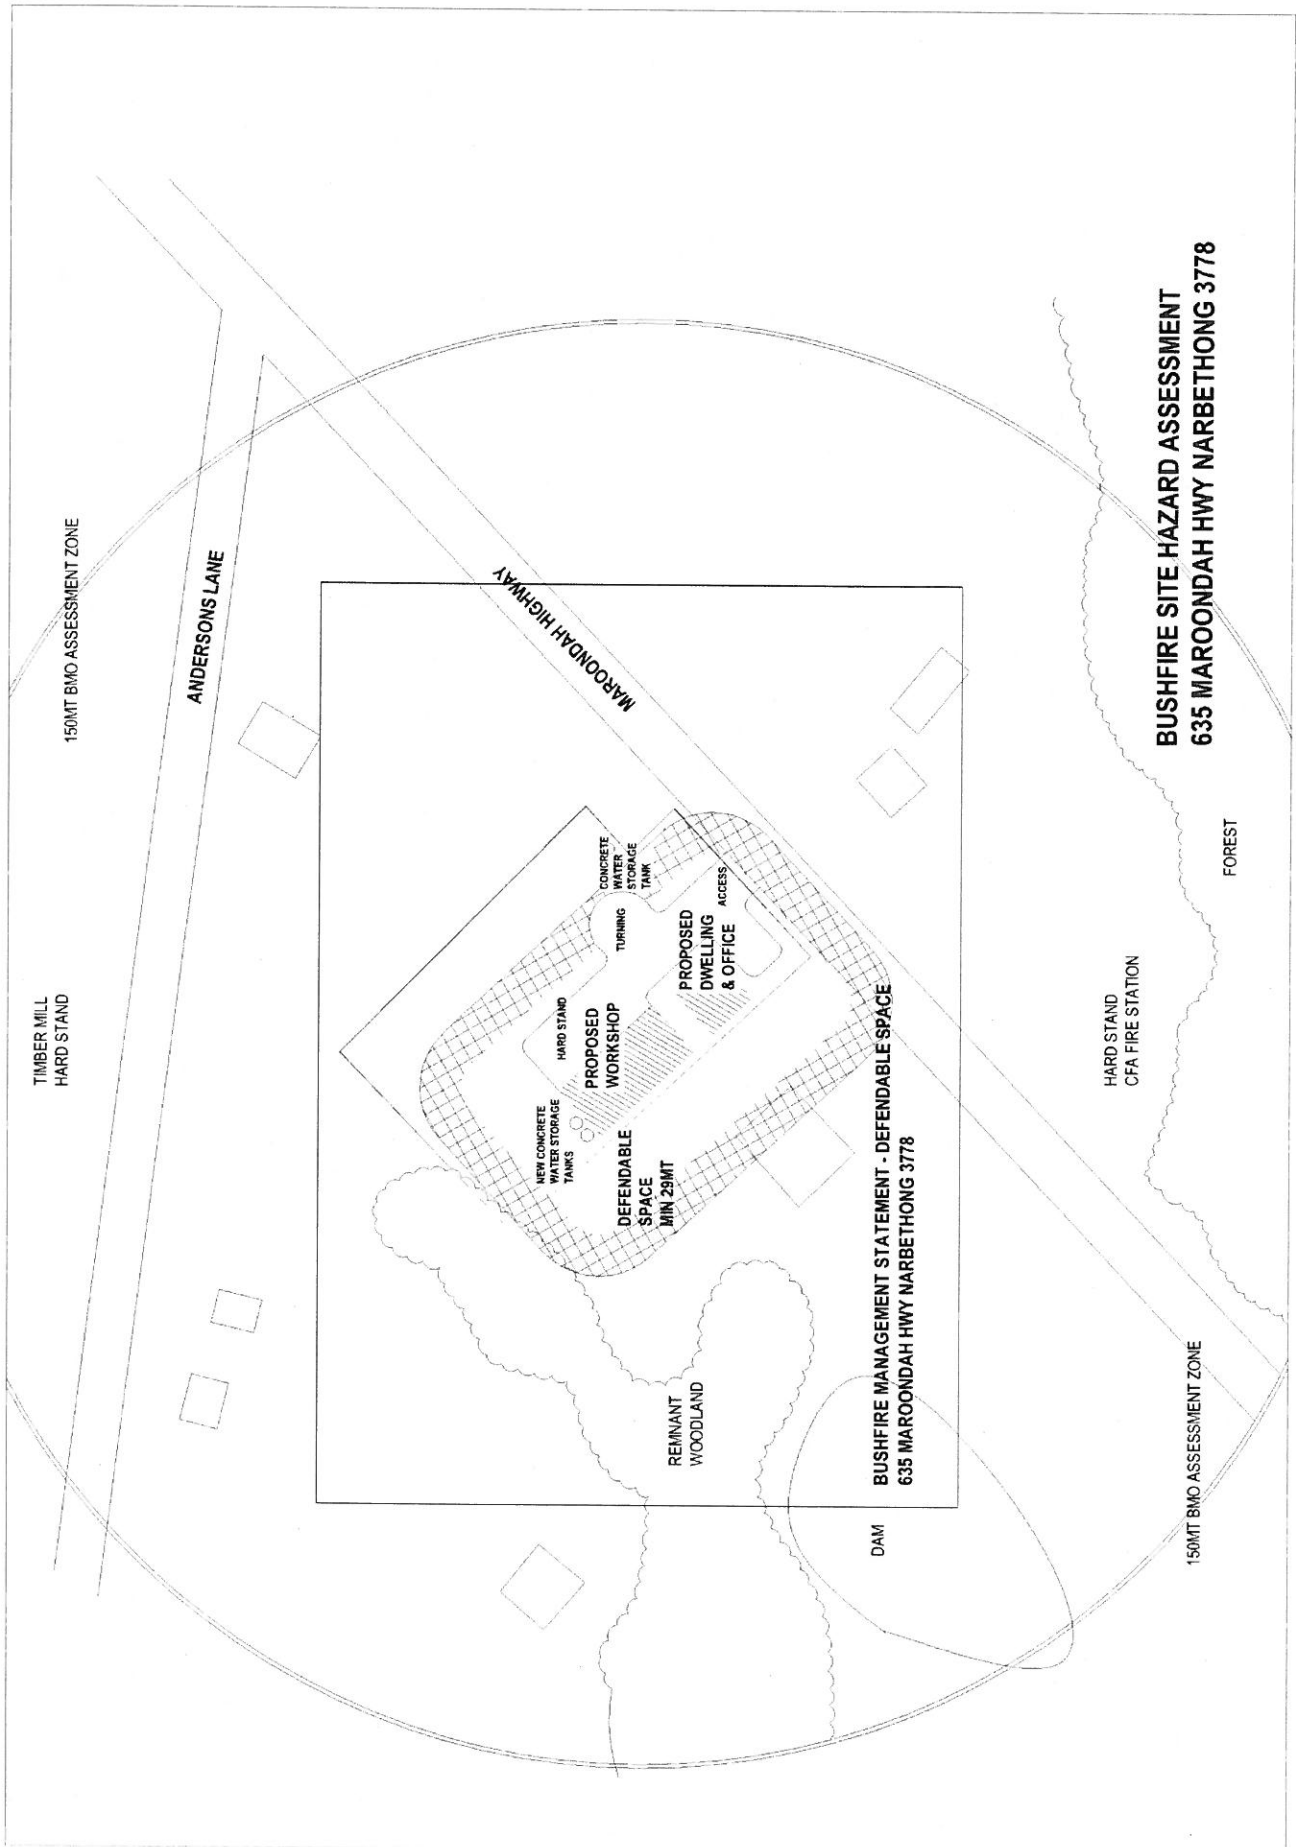 TIMBER MILL
HARD STAND
150MT BMO ASSESSMENT ZONE
ANDERSONS LANE
MAROONDAH HIGHWAY
NEW CONCRETE
WATER STORAGE
TANKS
HARD STAND
TURNING
CONCRETE
WATER
STORAGE
TANK
PROPOSED
WORKSHOP
DEFENDABLE
SPACE
MIN 29MT
PROPOSED
DWELLING
& OFFICE
ACCESS
REMNANT
WOODLAND
DAM
BUSHFIRE MANAGEMENT STATEMENT - DEFENDABLE SPACE
635 MAROONDAH HWY NARBETHONG 3778
HARD STAND
CFA FIRE STATION
150MT BMO ASSESSMENT ZONE
FOREST
BUSHFIRE SITE HAZARD ASSESSMENT
635 MAROONDAH HWY NARBETHONG 3778